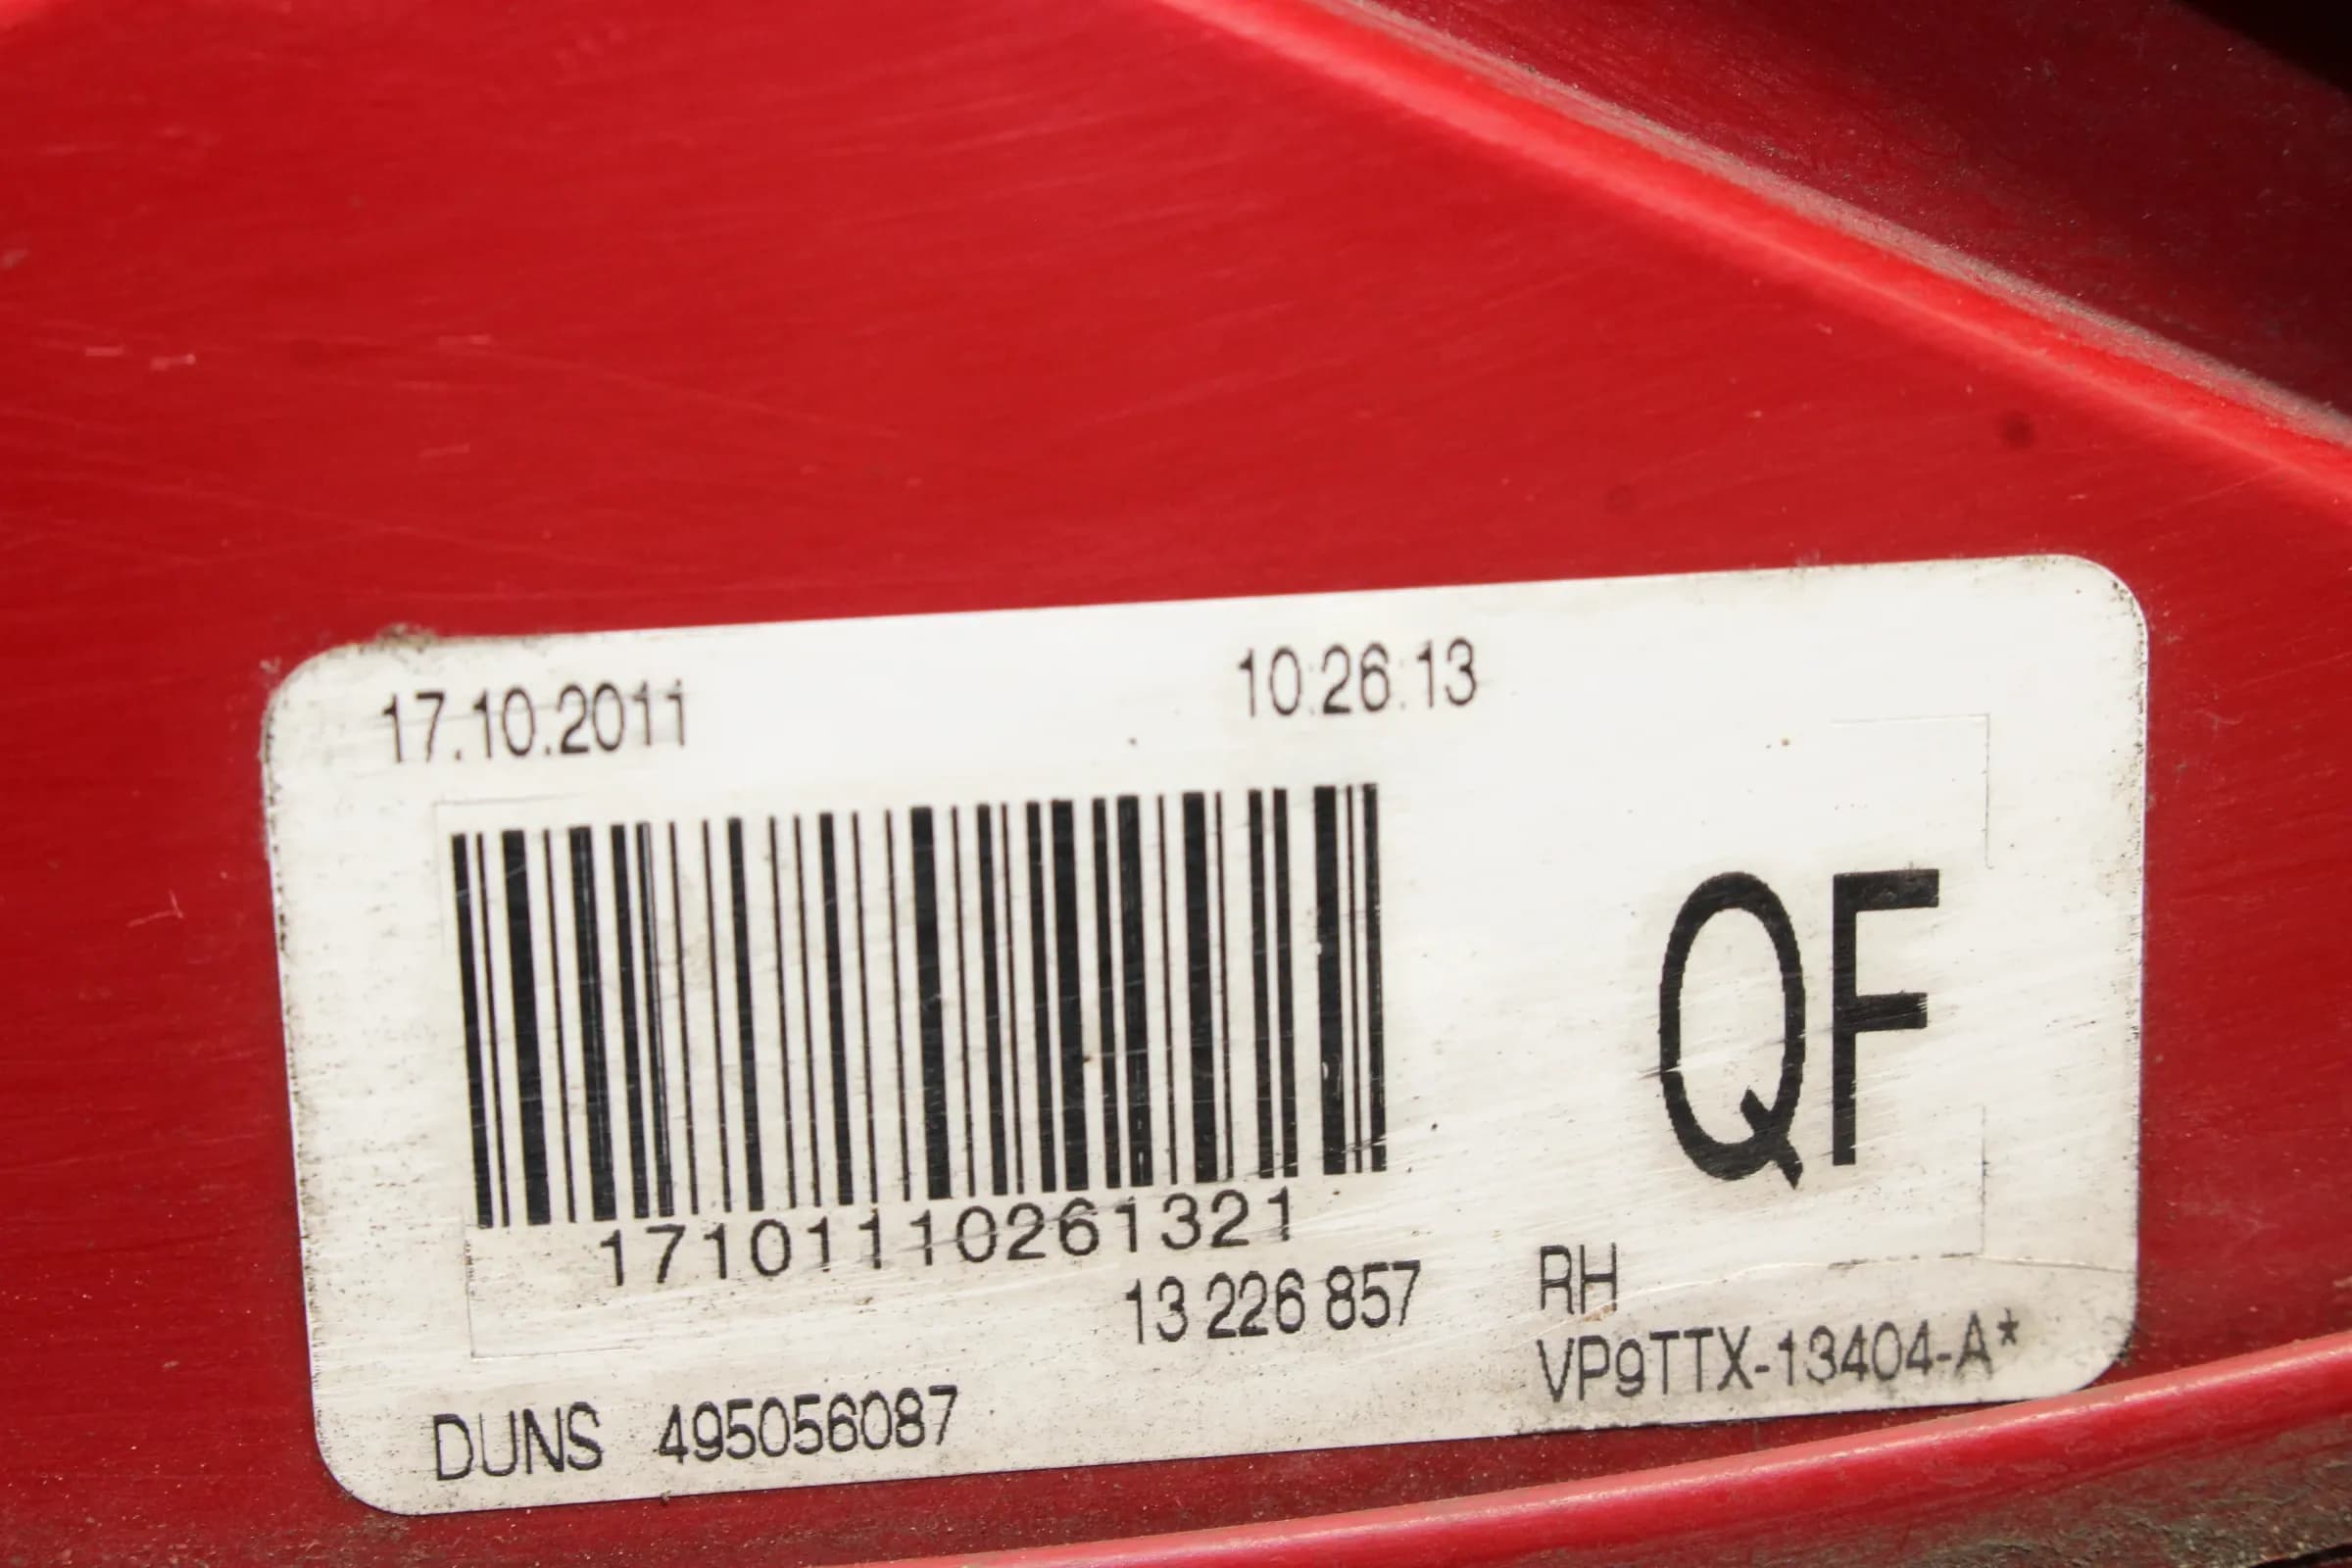 17.10.2011 10:26:13
QF
17101110261321
13 226 857 RH
VP9TTX-13404-A*
DUNS 495056087